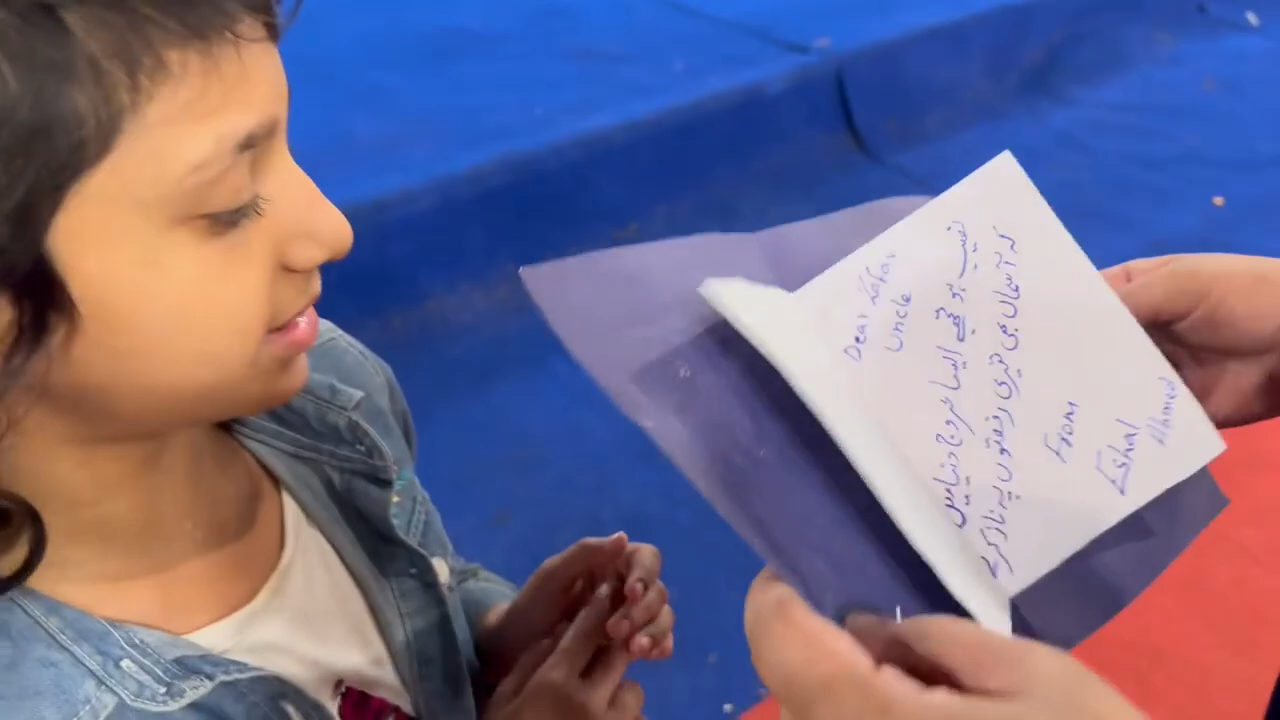 Dear Zafar
Uncle
نصیب ہو تجھے ایسا عروج دنیا میں
کہ آسماں بھی تیری رفعتوں پہ ناز کرے
From
Eshal
Ahmed